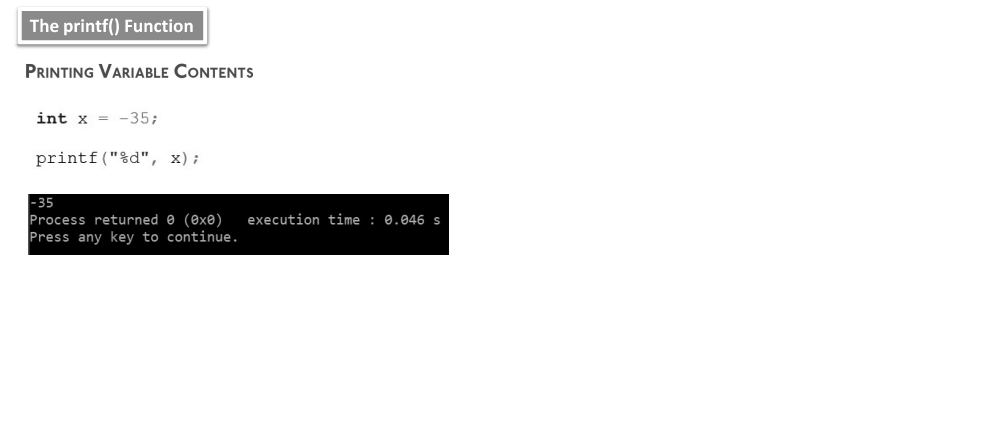 The printf() Function
PRINTING VARIABLE CONTENTS
int x = -35;
printf("%d", x);
-35
Process returned 0 (0x0)   execution time : 0.046 s
Press any key to continue.